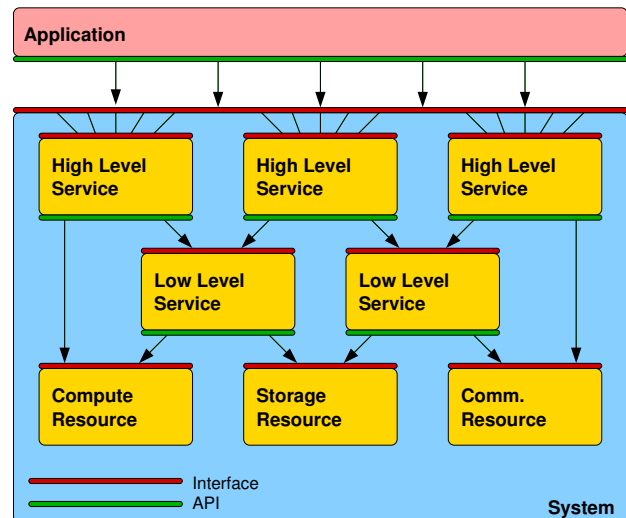 Application
High Level
Service
High Level
Service
High Level
Service
Low Level
Service
Low Level
Service
Compute
Resource
Storage
Resource
Comm.
Resource
Interface
API
System